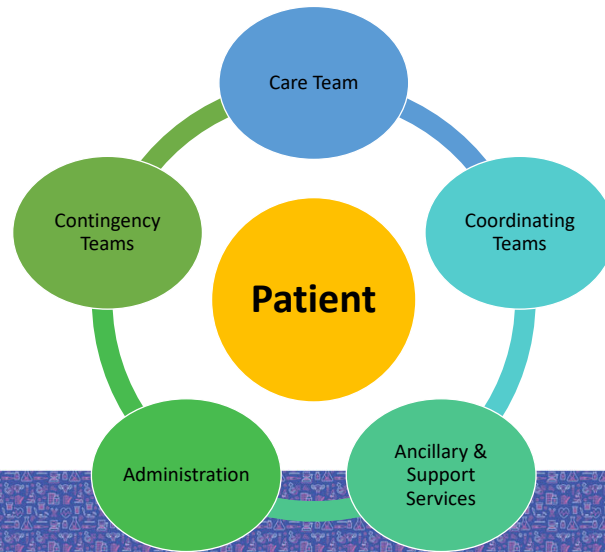 Care Team
Contingency
Teams
Coordinating
Teams
Patient
Administration
Ancillary &
Support
Services